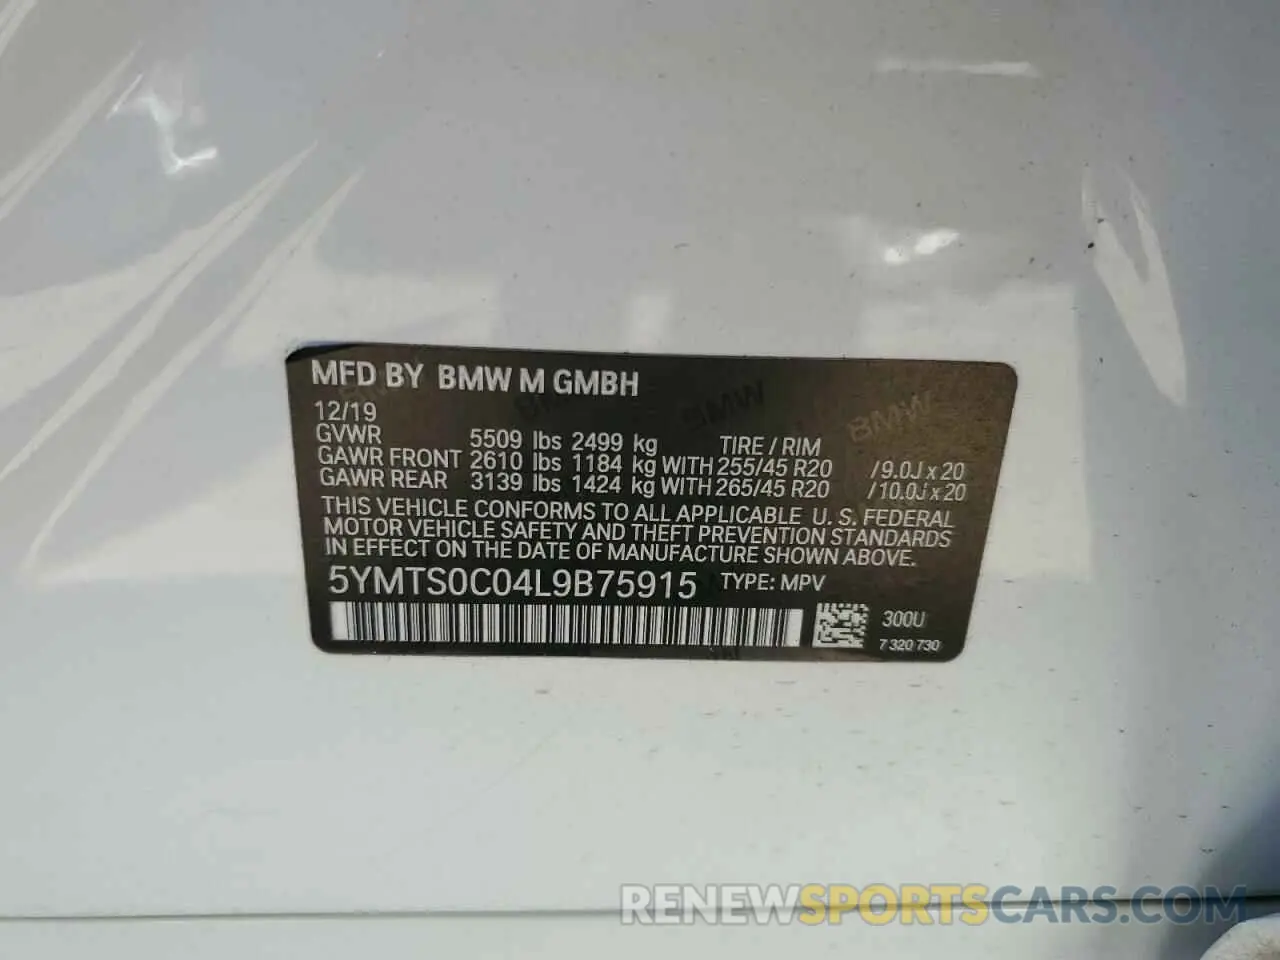 MFD BY BMW M GMBH
12/19
GVWR 5509 lbs 2499 kg TIRE / RIM
GAWR FRONT 2610 lbs 1184 kg WITH 255/45 R20 / 9.0J x 20
GAWR REAR 3139 lbs 1424 kg WITH 265/45 R20 / 10.0J x 20
THIS VEHICLE CONFORMS TO ALL APPLICABLE U. S. FEDERAL
MOTOR VEHICLE SAFETY AND THEFT PREVENTION STANDARDS
IN EFFECT ON THE DATE OF MANUFACTURE SHOWN ABOVE.
5YMTS0C04L9B75915 TYPE: MPV
300U
7 320 730
BMW BMW BMW
RENEWSPORTSCARS.COM